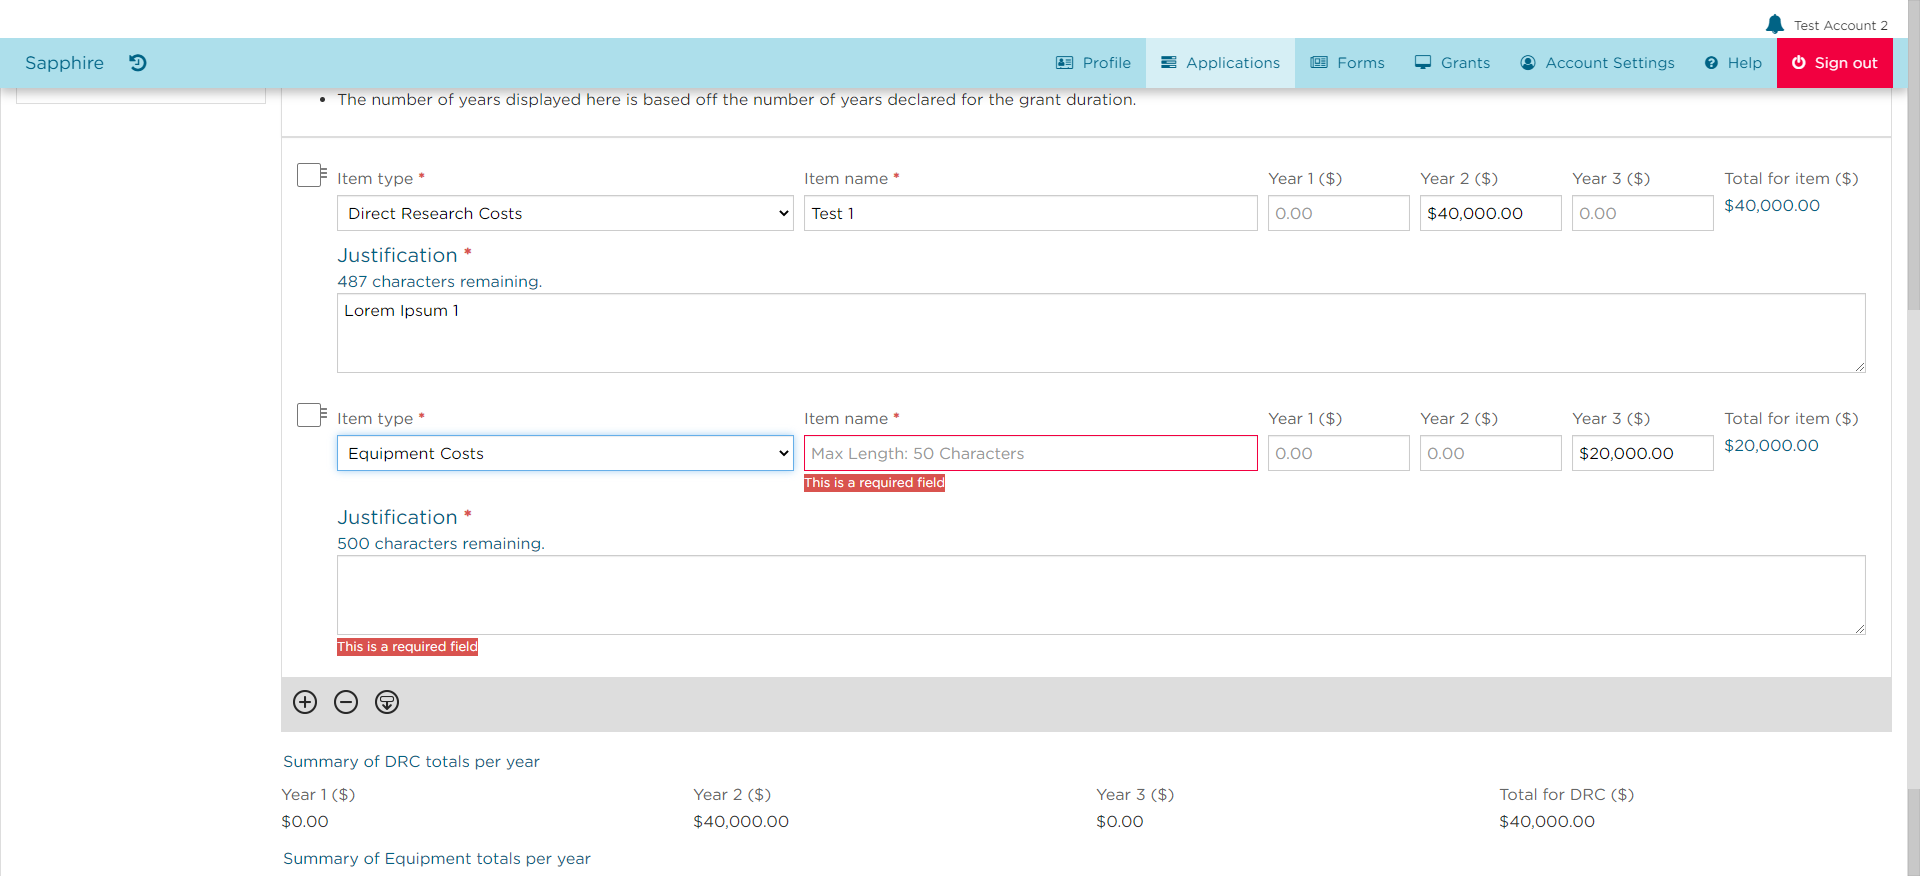 Test Account 2
Sapphire Profile Applications Forms Grants Account Settings Help Sign out
• The number of years displayed here is based off the number of years declared for the grant duration.
Item type * Item name * Year 1 ($) Year 2 ($) Year 3 ($) Total for item ($)
Direct Research Costs Test 1 0.00 $40,000.00 0.00 $40,000.00
Justification *
487 characters remaining.
Lorem Ipsum 1
Item type * Item name * Year 1 ($) Year 2 ($) Year 3 ($) Total for item ($)
Equipment Costs Max Length: 50 Characters 0.00 0.00 $20,000.00 $20,000.00
This is a required field
Justification *
500 characters remaining.
This is a required field
Summary of DRC totals per year
Year 1 ($) Year 2 ($) Year 3 ($) Total for DRC ($)
$0.00 $40,000.00 $0.00 $40,000.00
Summary of Equipment totals per year